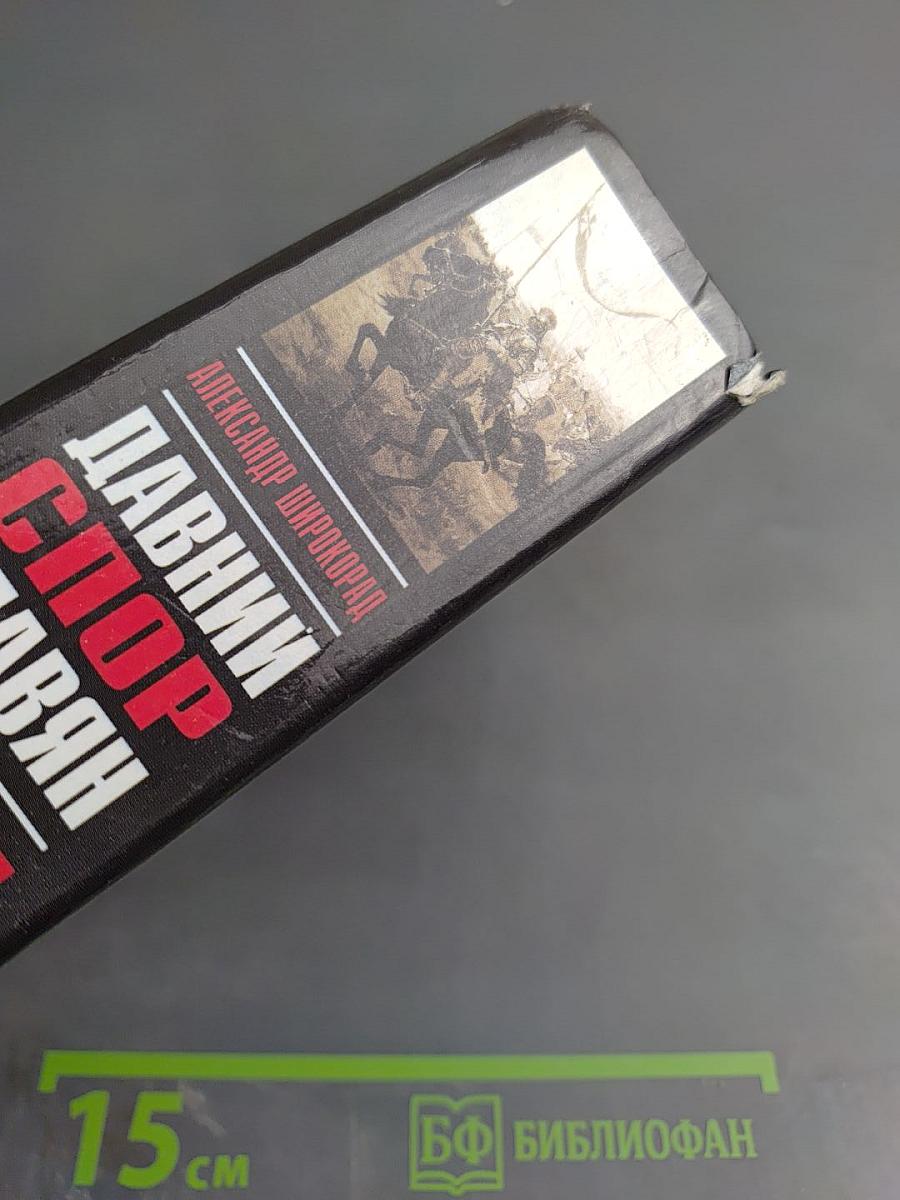 АЛЕКСАНДР ШИРОКОРАД
ДАВНИЙ
СПОР
15 см
БФ БИБЛИОФАН